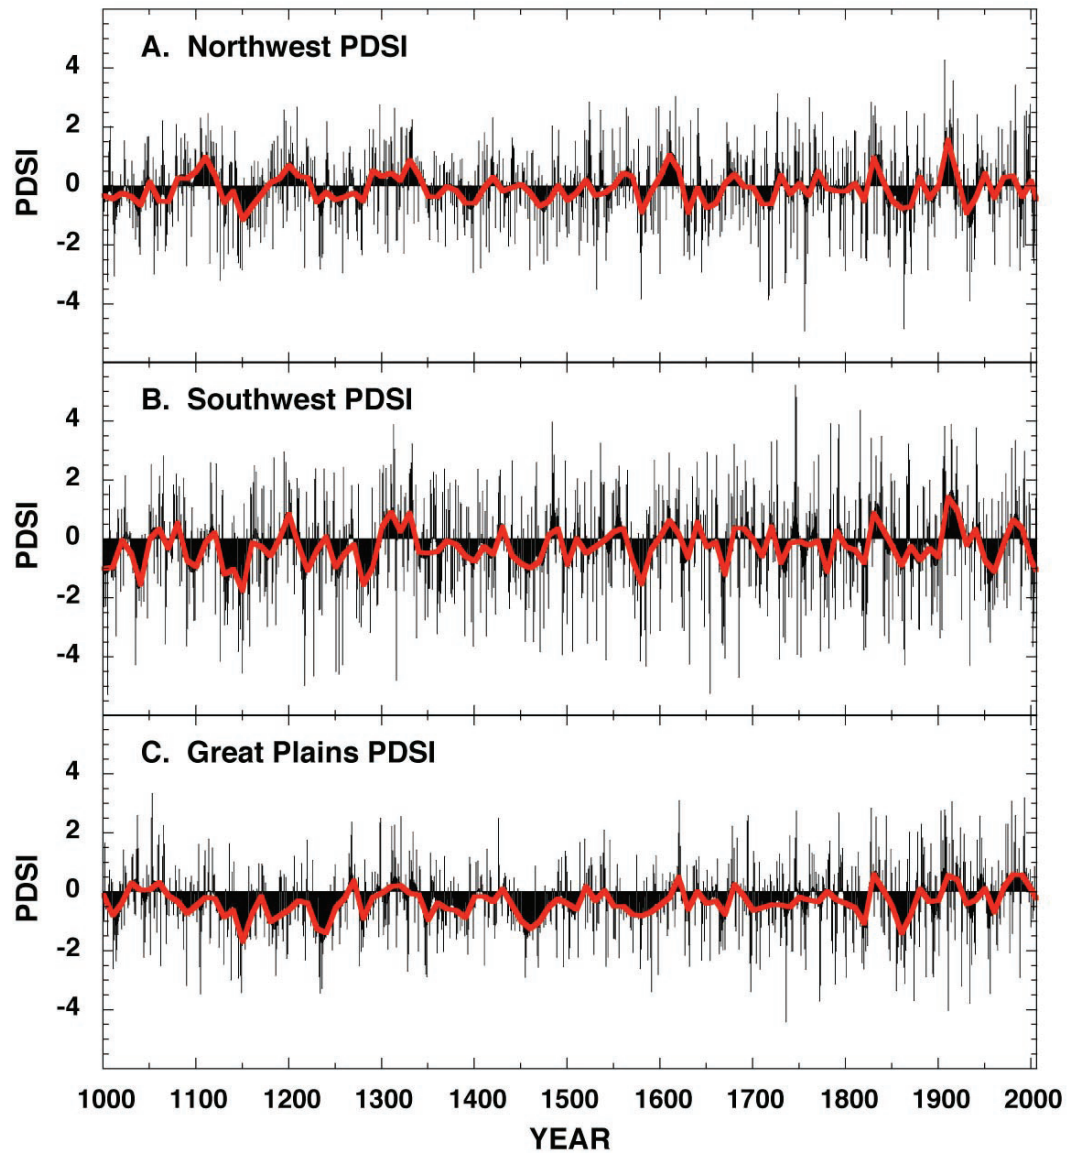 A. Northwest PDSI
4
2
0
-2
-4
PDSI
B. Southwest PDSI
4
2
0
-2
-4
PDSI
C. Great Plains PDSI
4
2
0
-2
-4
PDSI
1000 1100 1200 1300 1400 1500 1600 1700 1800 1900 2000
YEAR